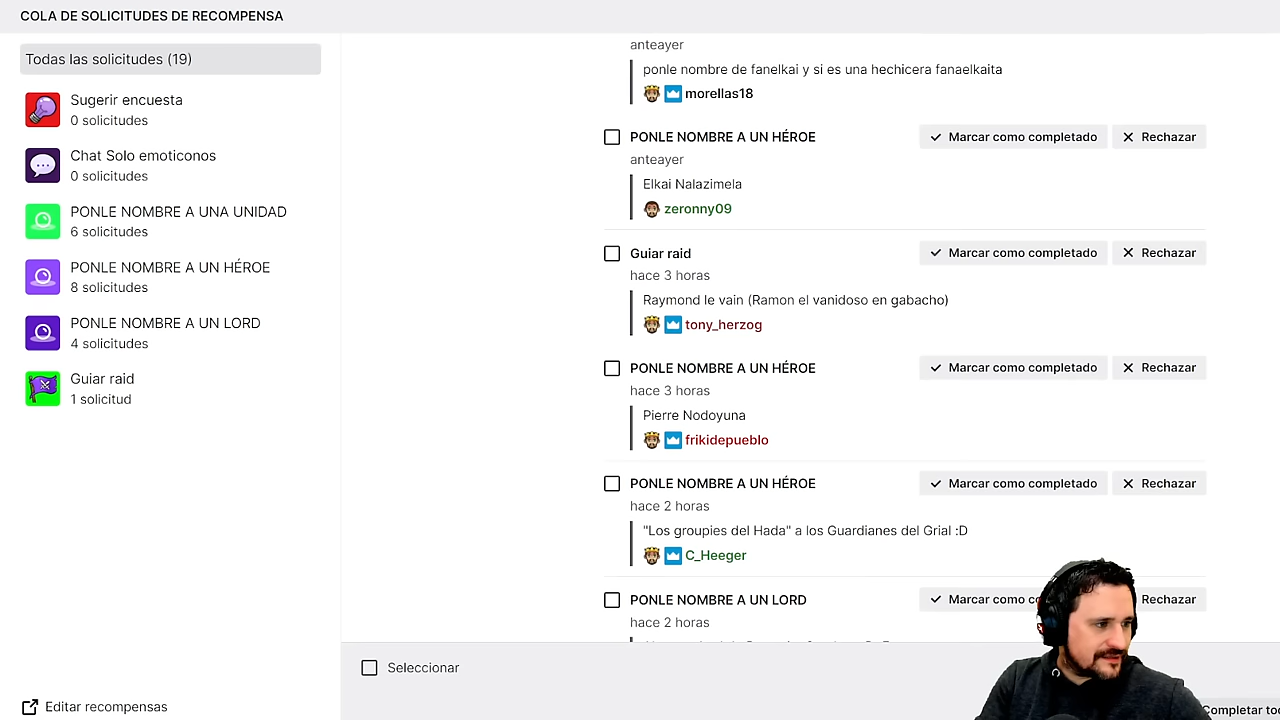 COLA DE SOLICITUDES DE RECOMPENSA
Todas las solicitudes (19)
Sugerir encuesta
0 solicitudes
Chat Solo emoticonos
0 solicitudes
PONLE NOMBRE A UNA UNIDAD
6 solicitudes
PONLE NOMBRE A UN HÉROE
8 solicitudes
PONLE NOMBRE A UN LORD
4 solicitudes
Guiar raid
1 solicitud
Editar recompensas
anteayer
ponle nombre de fanelkai y si es una hechicera fanaelkaita
morellas18
PONLE NOMBRE A UN HÉROE Marcar como completado Rechazar
anteayer
Elkai Nalazimela
zeronny09
Guiar raid Marcar como completado Rechazar
hace 3 horas
Raymond le vain (Ramon el vanidoso en gabacho)
tony_herzog
PONLE NOMBRE A UN HÉROE Marcar como completado Rechazar
hace 3 horas
Pierre Nodoyuna
frikidepueblo
PONLE NOMBRE A UN HÉROE Marcar como completado Rechazar
hace 2 horas
"Los groupies del Hada" a los Guardianes del Grial :D
C_Heeger
PONLE NOMBRE A UN LORD Marcar como Rechazar
hace 2 horas
Seleccionar
Completar